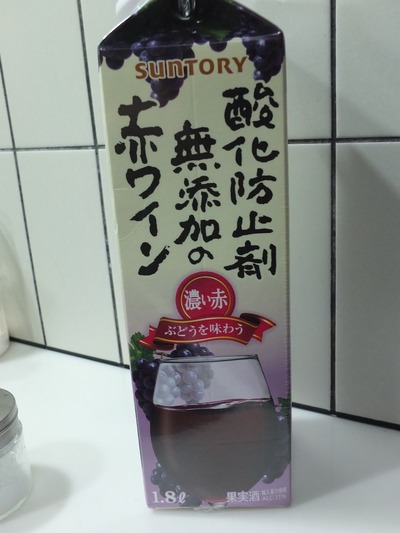 SUNTORY
酸化防止剤
無添加の
赤ワイン
濃い赤
ぶどうを味わう
1.8ℓ
果実酒